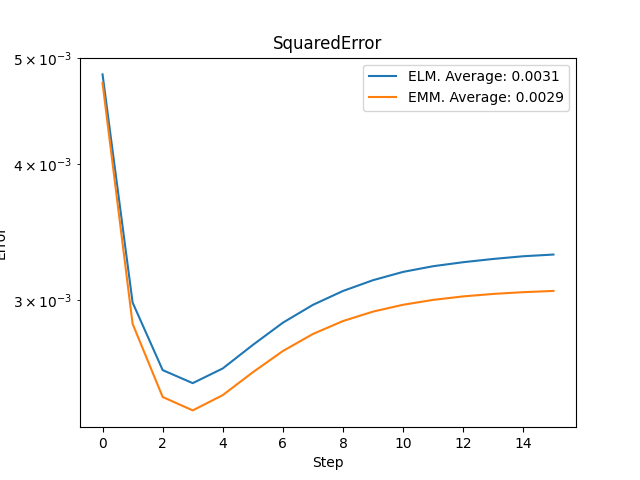 SquaredError
5 × 10⁻³
4 × 10⁻³
3 × 10⁻³
Error
ELM. Average: 0.0031
EMM. Average: 0.0029
0 2 4 6 8 10 12 14
Step